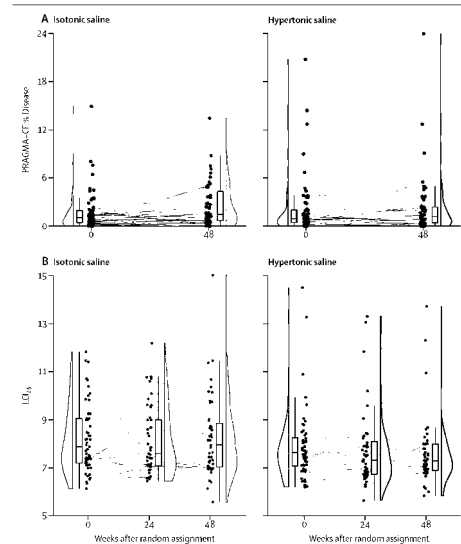 A Isotonic saline
Hypertonic saline
24
18
12
6
0
PRAGMA-CF % Disease
0
48
0
48
B Isotonic saline
Hypertonic saline
15
13
11
9
7
5
LCI₂.₅
0
24
48
Weeks after random assignment
0
24
48
Weeks after random assignment